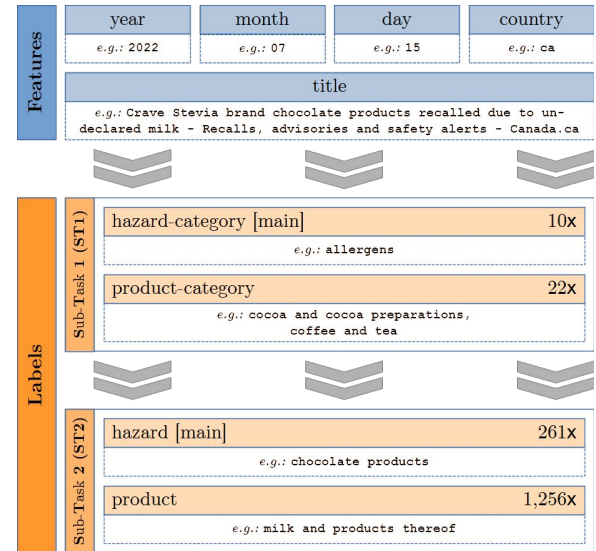 Features
year month day country
e.g.: 2022 e.g.: 07 e.g.: 15 e.g.: ca
title
e.g.: Crave Stevia brand chocolate products recalled due to un-
declared milk - Recalls, advisories and safety alerts - Canada.ca
Labels
Sub-Task 1 (ST1)
hazard-category [main] 10x
e.g.: allergens
product-category 22x
e.g.: cocoa and cocoa preparations,
coffee and tea
Sub-Task 2 (ST2)
hazard [main] 261x
e.g.: chocolate products
product 1,256x
e.g.: milk and products thereof